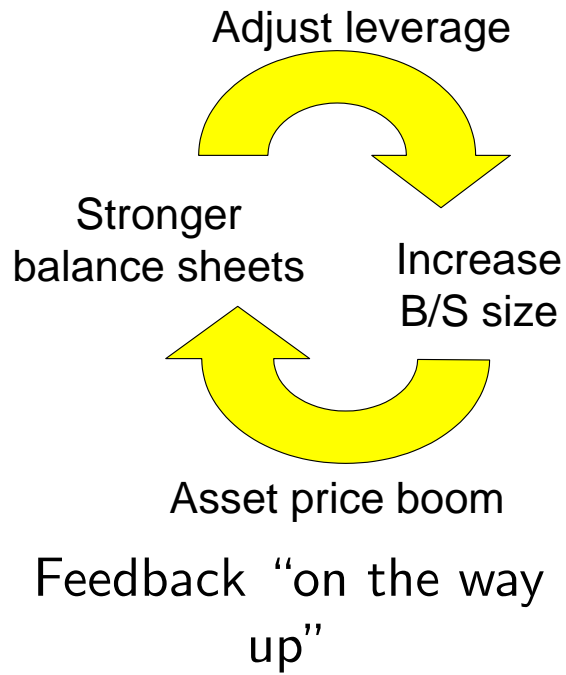 Adjust leverage
Stronger
balance sheets
Increase
B/S size
Asset price boom
Feedback “on the way
up”